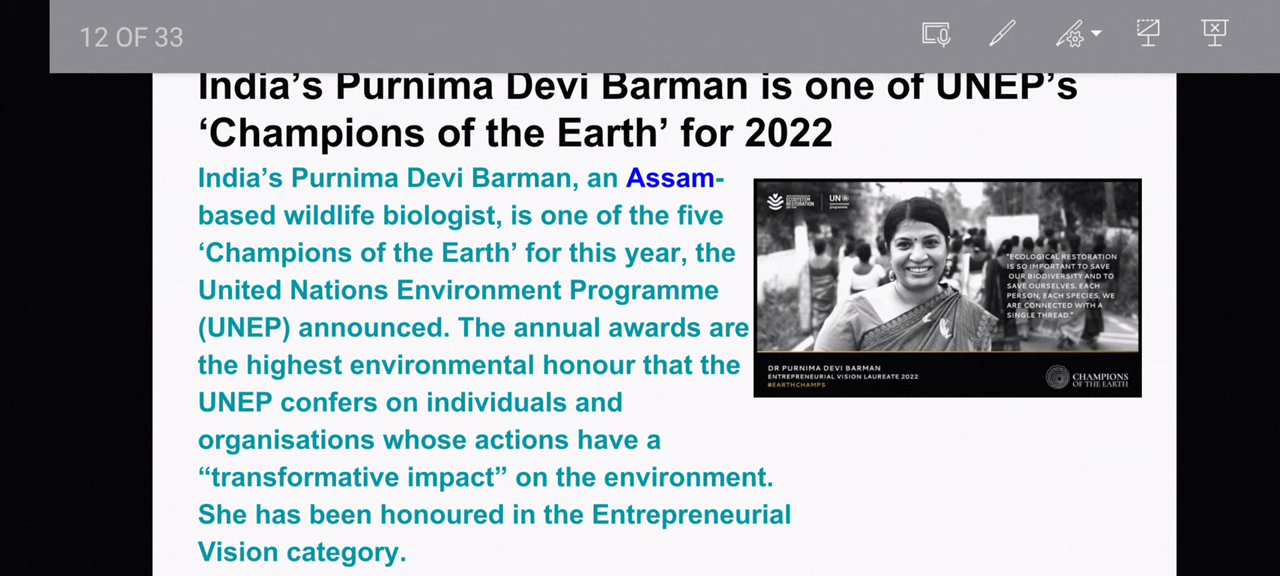 12 OF 33
India’s Purnima Devi Barman is one of UNEP’s
‘Champions of the Earth’ for 2022
India’s Purnima Devi Barman, an Assam-
based wildlife biologist, is one of the five
‘Champions of the Earth’ for this year, the
United Nations Environment Programme
(UNEP) announced. The annual awards are
the highest environmental honour that the
UNEP confers on individuals and
organisations whose actions have a
“transformative impact” on the environment.
She has been honoured in the Entrepreneurial
Vision category.
ECOSYSTEM
RESTORATION
UN
environment
programme
"ECOLOGICAL RESTORATION
IS SO IMPORTANT TO SAVE
OUR BIODIVERSITY AND TO
SAVE OURSELVES. EACH
PERSON, EACH SPECIES, WE
ARE CONNECTED WITH A
SINGLE THREAD."
DR PURNIMA DEVI BARMAN
ENTREPRENEURIAL VISION LAUREATE 2022
#EARTHCHAMPS
CHAMPIONS
OF THE EARTH